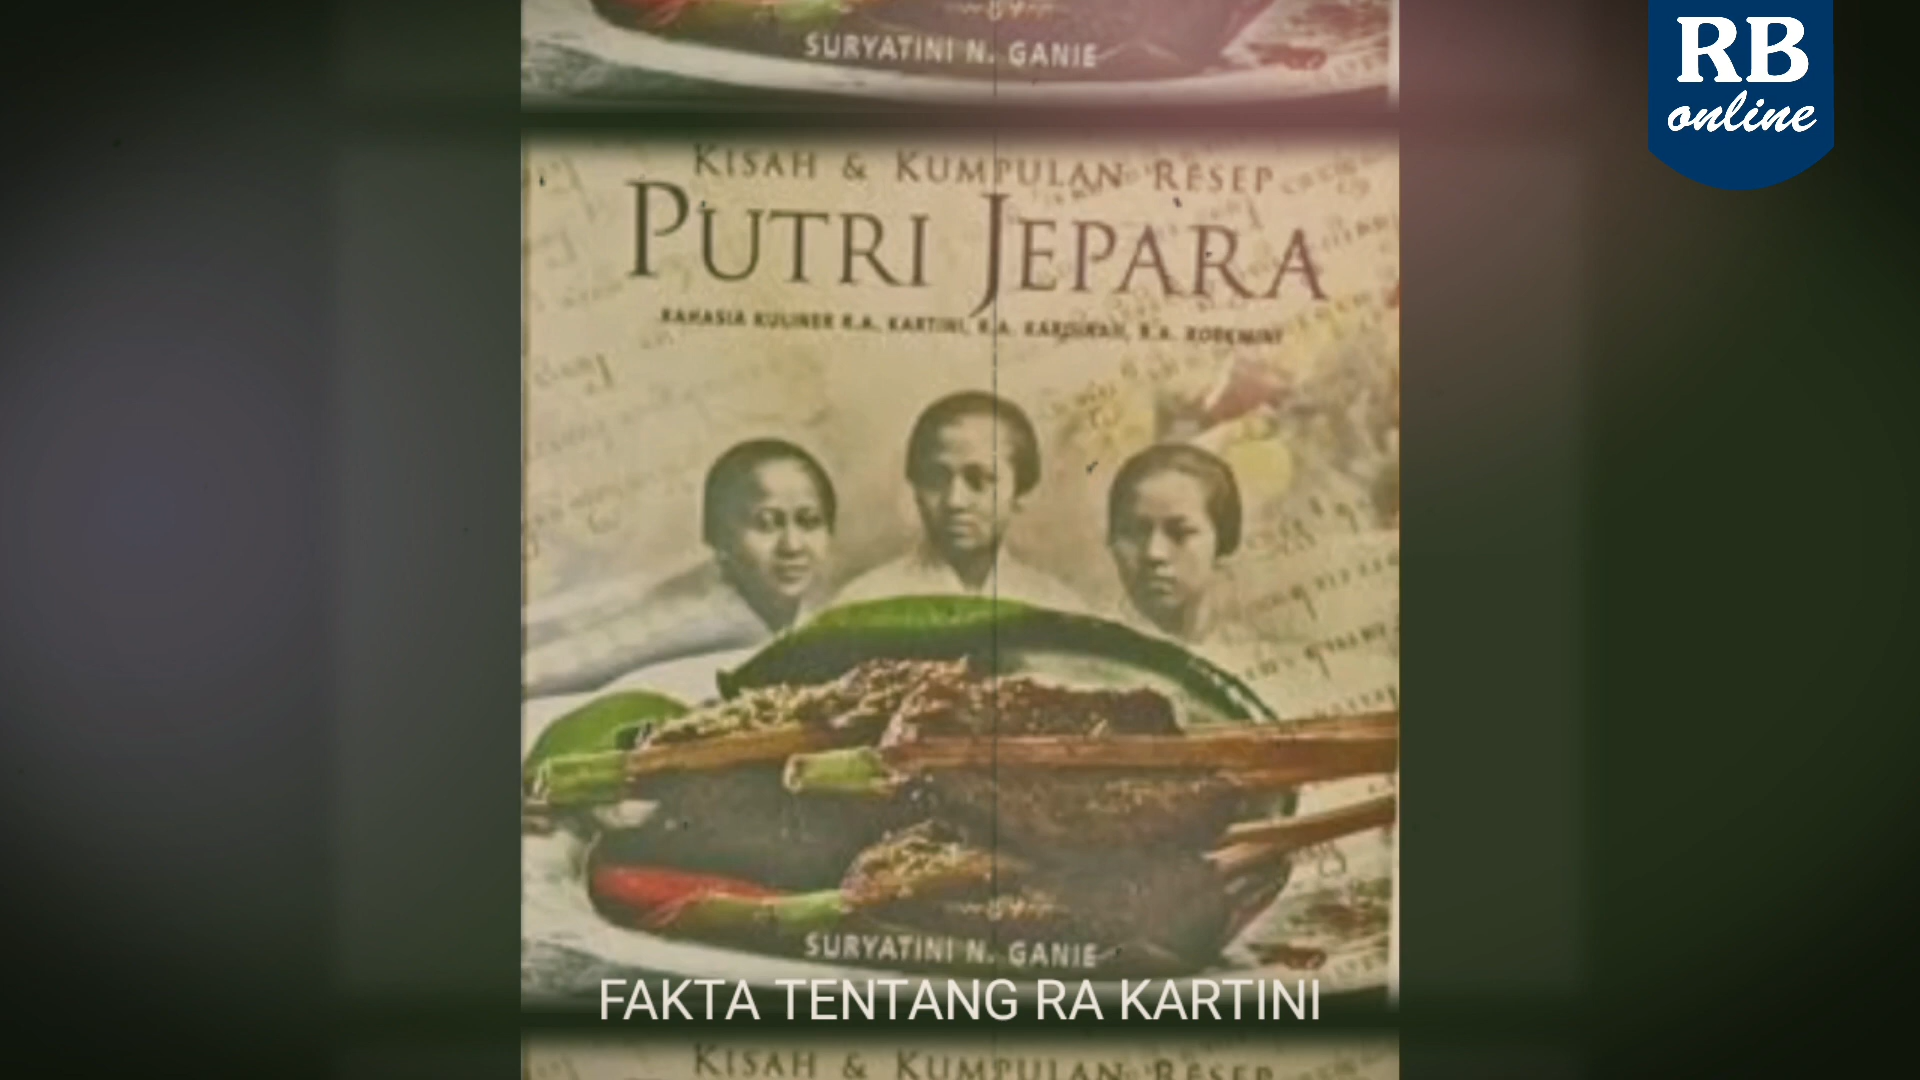 SURYATINI N. GANIE
RB
online
KISAH & KUMPULAN RESEP
PUTRI JEPARA
RAHASIA KULINER R.A. KARTINI, R.A. KARDINAH, R.A. ROEKMINI
SURYATINI N. GANIE
FAKTA TENTANG RA KARTINI
KISAH & KUMPULAN RESEP